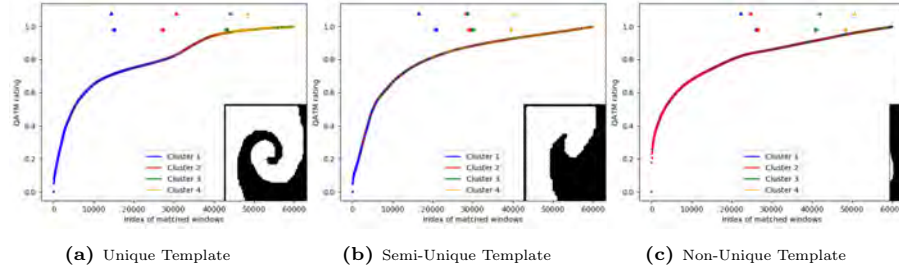 QATM rating
1.0
0.8
0.6
0.4
0.2
0.0
Cluster 1
Cluster 2
Cluster 3
Cluster 4
0 10000 20000 30000 40000 50000 60000
Index of matched windows
(a) Unique Template
QATM rating
1.0
0.8
0.6
0.4
0.2
0.0
Cluster 1
Cluster 2
Cluster 3
Cluster 4
0 10000 20000 30000 40000 50000 60000
Index of matched windows
(b) Semi-Unique Template
QATM rating
1.0
0.8
0.6
0.4
0.2
0.0
Cluster 1
Cluster 2
Cluster 3
Cluster 4
0 10000 20000 30000 40000 50000 60000
Index of matched windows
(c) Non-Unique Template